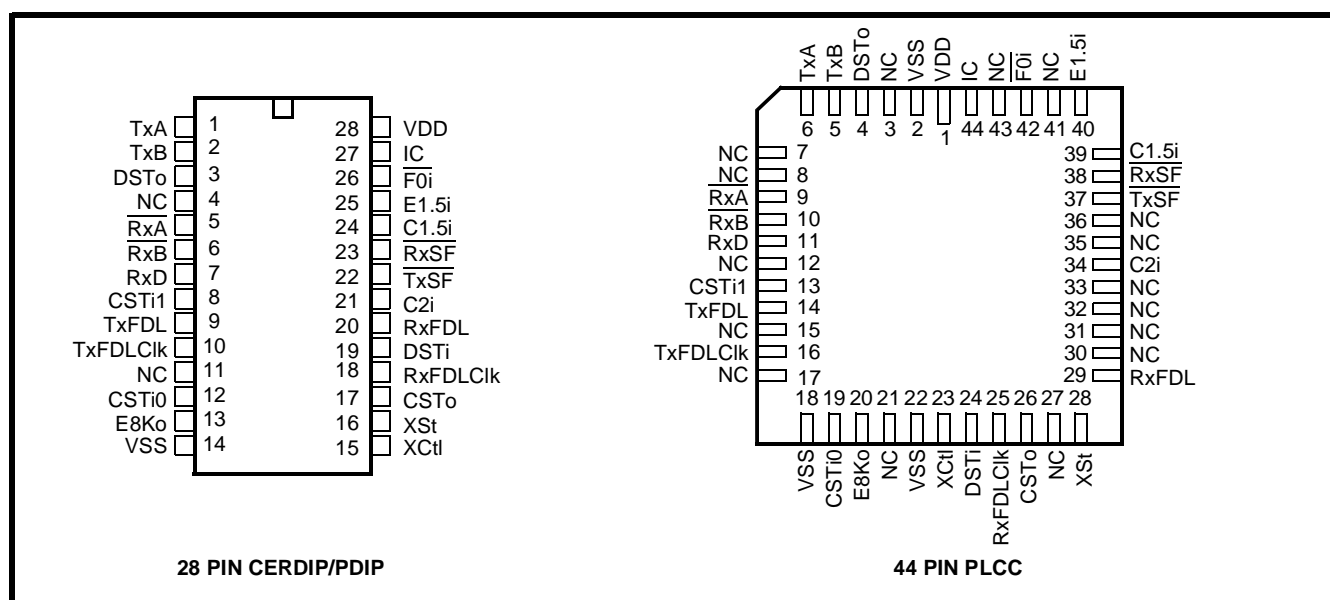 TxA 1 28 VDD
TxB 2 27 IC
DSTo 3 26 F0i
NC 4 25 E1.5i
RxA 5 24 C1.5i
RxB 6 23 RxSF
RxD 7 22 TxSF
CSTi1 8 21 C2i
TxFDL 9 20 RxFDL
TxFDLClk 10 19 DSTi
NC 11 18 RxFDLClk
CSTi0 12 17 CSTo
E8Ko 13 16 XSt
VSS 14 15 XCtl
28 PIN CERDIP/PDIP
TxA TxB DSTo NC VSS VDD IC NC F0i NC E1.5i
6 5 4 3 2 1 44 43 42 41 40
NC 7 39 C1.5i
NC 8 38 RxSF
RxA 9 37 TxSF
RxB 10 36 NC
RxD 11 35 NC
NC 12 34 C2i
CSTi1 13 33 NC
TxFDL 14 32 NC
NC 15 31 NC
TxFDLClk 16 30 NC
NC 17 29 RxFDL
18 19 20 21 22 23 24 25 26 27 28
VSS CSTi0 E8Ko NC VSS XCtl DSTi RxFDLClk CSTo NC XSt
44 PIN PLCC